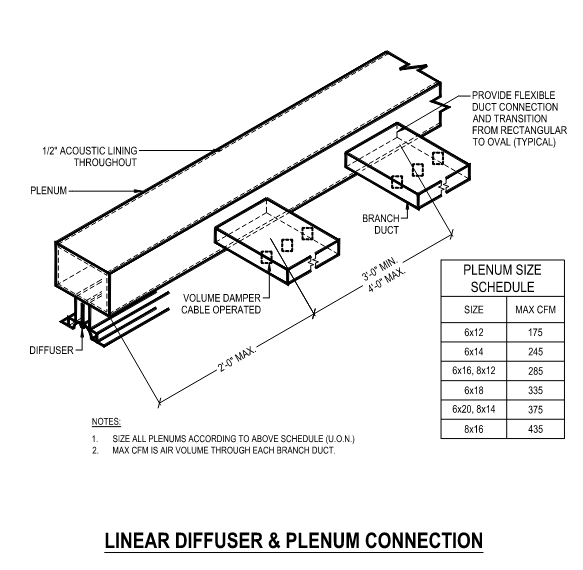 PROVIDE FLEXIBLE
DUCT CONNECTION
AND TRANSITION
FROM RECTANGULAR
TO OVAL (TYPICAL)
1/2" ACOUSTIC LINING
THROUGHOUT
PLENUM
BRANCH
DUCT
VOLUME DAMPER
CABLE OPERATED
3'-0" MIN.
4'-0" MAX.
DIFFUSER
2'-0" MAX.
PLENUM SIZE
SCHEDULE
SIZE MAX CFM
6x12 175
6x14 245
6x16, 8x12 285
6x18 335
6x20, 8x14 375
8x16 435
NOTES:
1. SIZE ALL PLENUMS ACCORDING TO ABOVE SCHEDULE (U.O.N.)
2. MAX CFM IS AIR VOLUME THROUGH EACH BRANCH DUCT.
LINEAR DIFFUSER & PLENUM CONNECTION